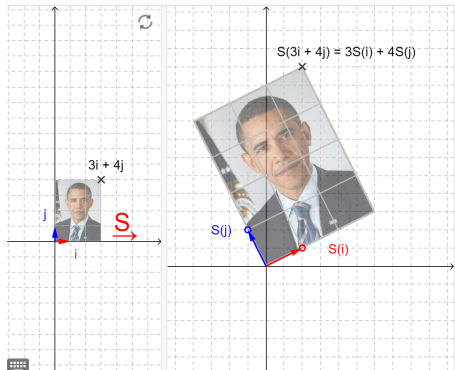 S(3i + 4j) = 3S(i) + 4S(j)
3i + 4j
j
S
i
S(j)
S(i)